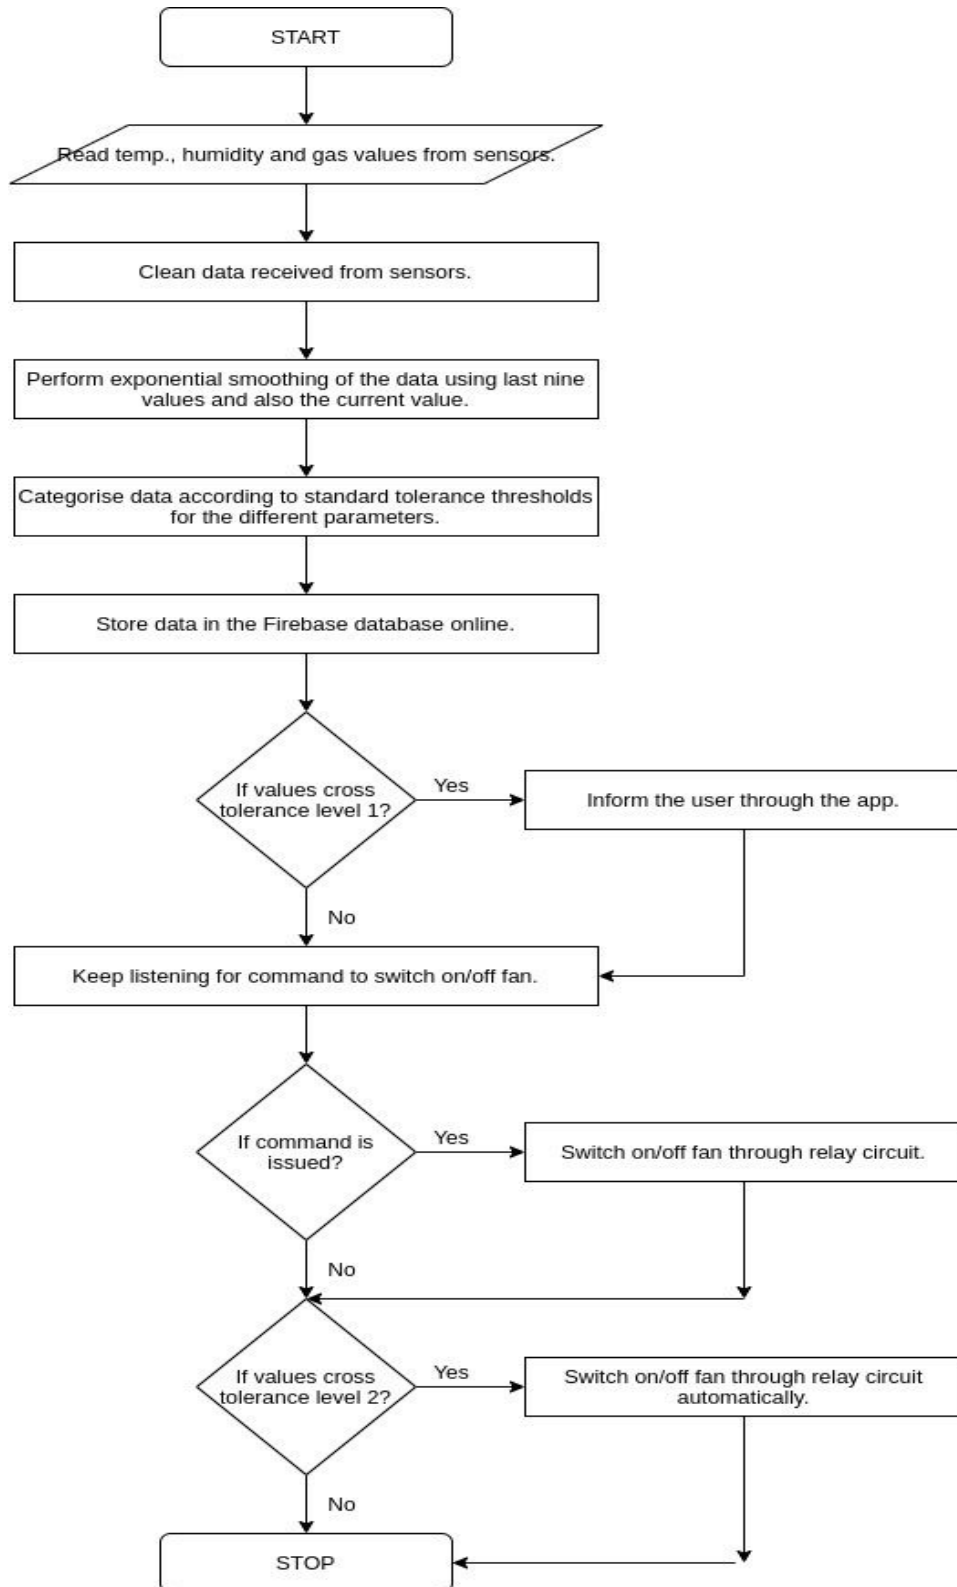 START
Read temp., humidity and gas values from sensors.
Clean data received from sensors.
Perform exponential smoothing of the data using last nine
values and also the current value.
Categorise data according to standard tolerance thresholds
for the different parameters.
Store data in the Firebase database online.
If values cross
tolerance level 1?
Yes
Inform the user through the app.
No
Keep listening for command to switch on/off fan.
If command is
issued?
Yes
Switch on/off fan through relay circuit.
No
If values cross
tolerance level 2?
Yes
Switch on/off fan through relay circuit
automatically.
No
STOP